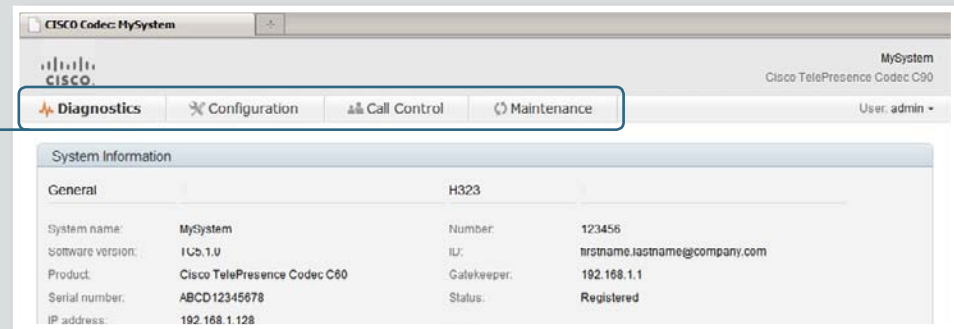 CISCO Codec: MySystem
CISCO.
MySystem
Cisco TelePresence Codec C90
Diagnostics Configuration Call Control Maintenance User: admin
System Information
General H323
System name: MySystem Number: 123456
Software version: TC5.1.0 ID: firstname.lastname@company.com
Product: Cisco TelePresence Codec C60 Gatekeeper: 192.168.1.1
Serial number: ABCD12345678 Status: Registered
IP address: 192.168.1.128